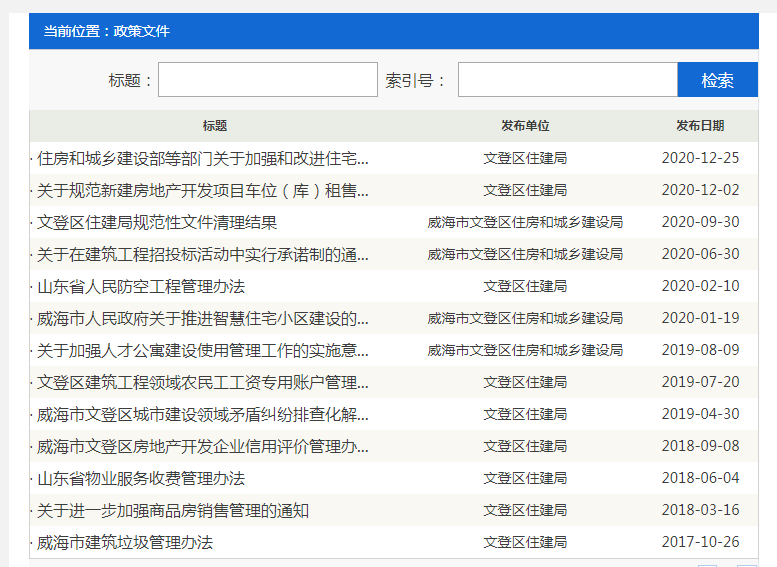 当前位置：政策文件
标题： 索引号： 检索
标题 发布单位 发布日期
· 住房和城乡建设部等部门关于加强和改进住宅... 文登区住建局 2020-12-25
· 关于规范新建房地产开发项目车位（库）租售... 文登区住建局 2020-12-02
· 文登区住建局规范性文件清理结果 威海市文登区住房和城乡建设局 2020-09-30
· 关于在建筑工程招投标活动中实行承诺制的通... 威海市文登区住房和城乡建设局 2020-06-30
· 山东省人民防空工程管理办法 文登区住建局 2020-02-10
· 威海市人民政府关于推进智慧住宅小区建设的... 威海市文登区住房和城乡建设局 2020-01-19
· 关于加强人才公寓建设使用管理工作的实施意... 威海市文登区住房和城乡建设局 2019-08-09
· 文登区建筑工程领域农民工工资专用账户管理... 文登区住建局 2019-07-20
· 威海市文登区城市建设领域矛盾纠纷排查化解... 文登区住建局 2019-04-30
· 威海市文登区房地产开发企业信用评价管理办... 文登区住建局 2018-09-08
· 山东省物业服务收费管理办法 文登区住建局 2018-06-04
· 关于进一步加强商品房销售管理的通知 文登区住建局 2018-03-16
· 威海市建筑垃圾管理办法 文登区住建局 2017-10-26